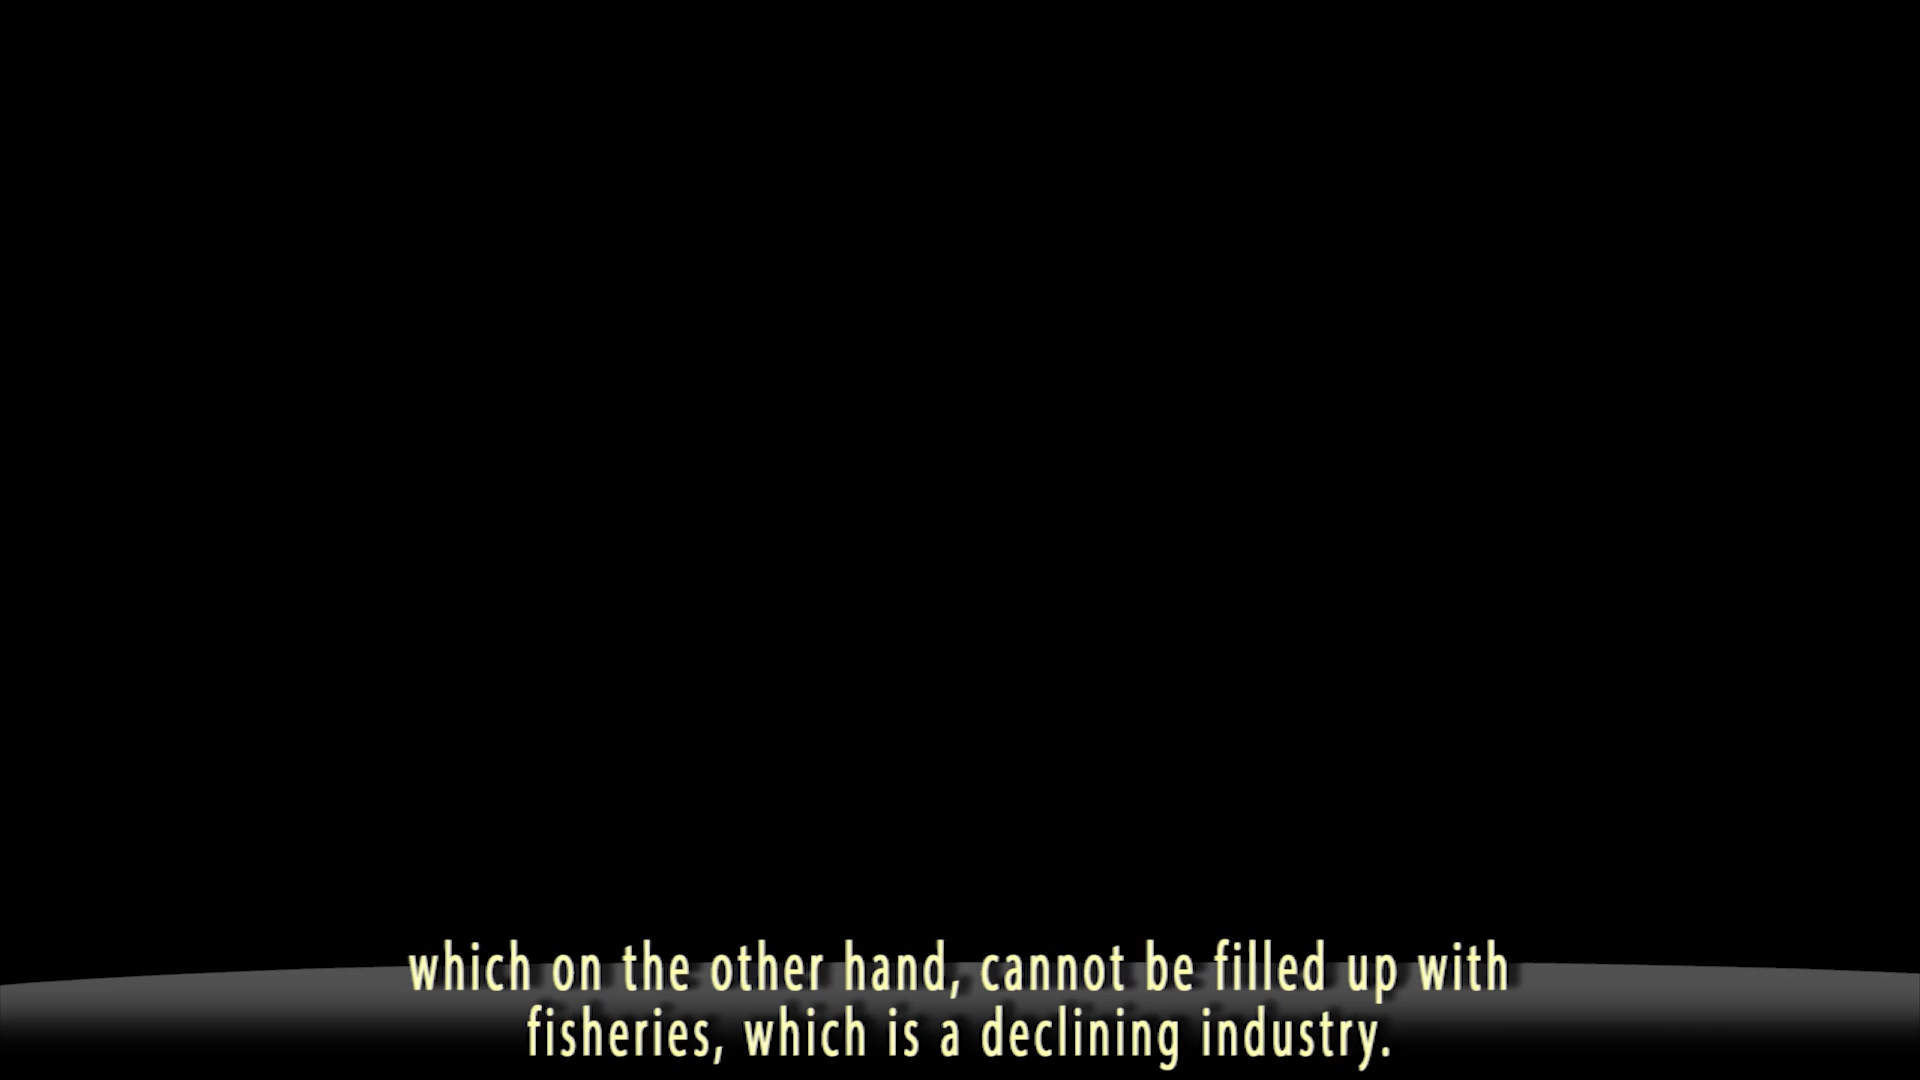 which on the other hand, cannot be filled up with
fisheries, which is a declining industry.